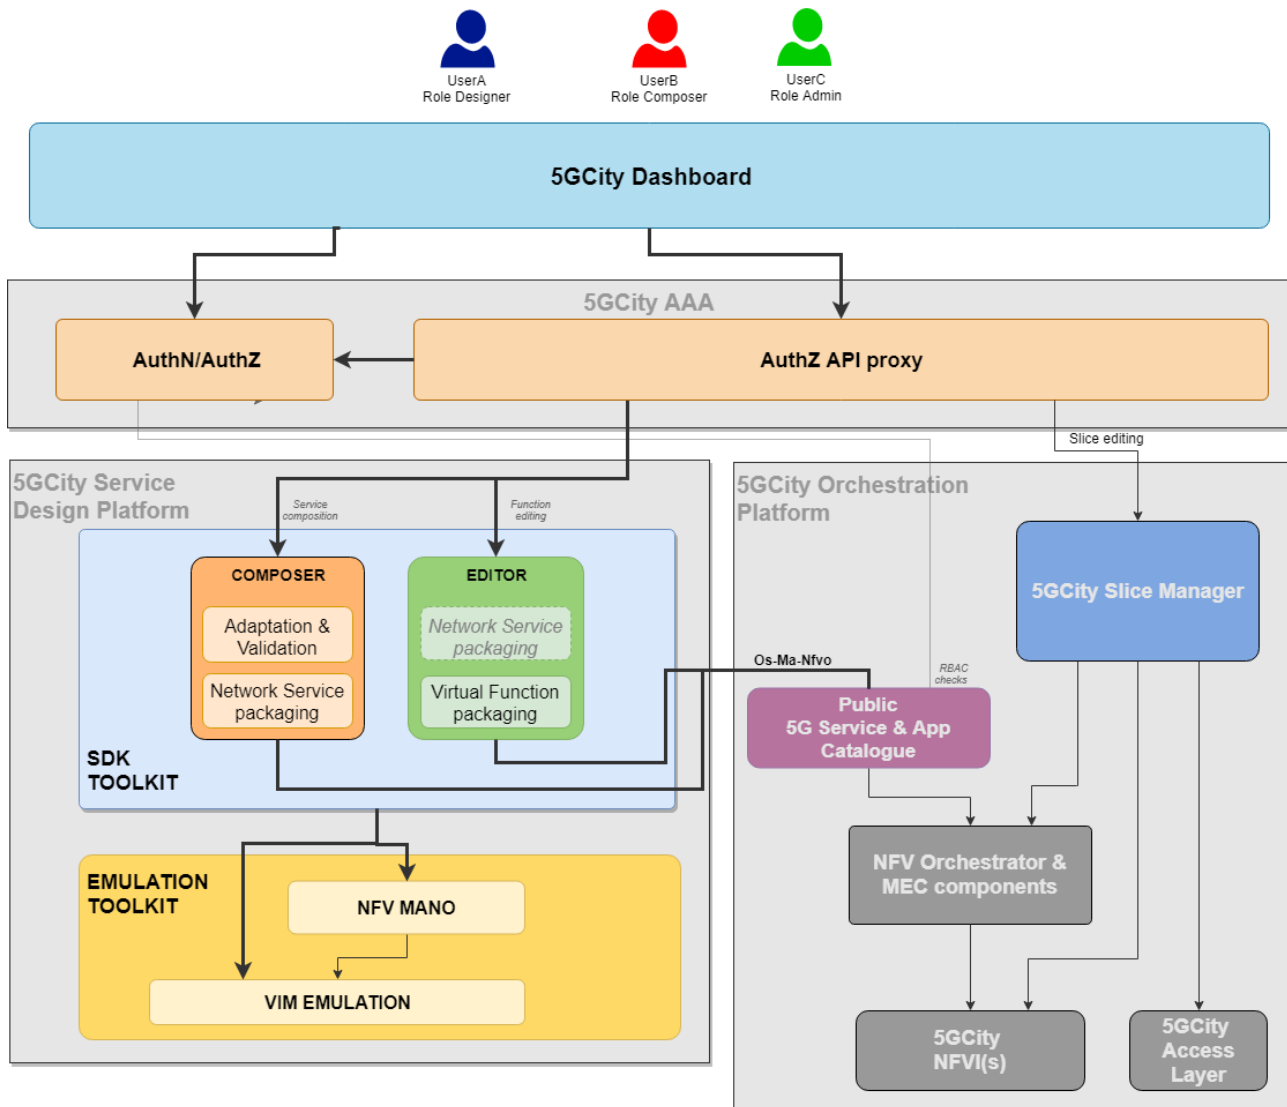 UserA
Role Designer
UserB
Role Composer
UserC
Role Admin
5GCity Dashboard
5GCity AAA
AuthN/AuthZ
AuthZ API proxy
Slice editing
5GCity Service
Design Platform
Service
composition
Function
editing
COMPOSER
Adaptation &
Validation
Network Service
packaging
EDITOR
Network Service
packaging
Virtual Function
packaging
SDK
TOOLKIT
EMULATION
TOOLKIT
NFV MANO
VIM EMULATION
5GCity Orchestration
Platform
5GCity Slice Manager
Os-Ma-Nfvo
RBAC
checks
Public
5G Service & App
Catalogue
NFV Orchestrator &
MEC components
5GCity
NFVI(s)
5GCity
Access
Layer